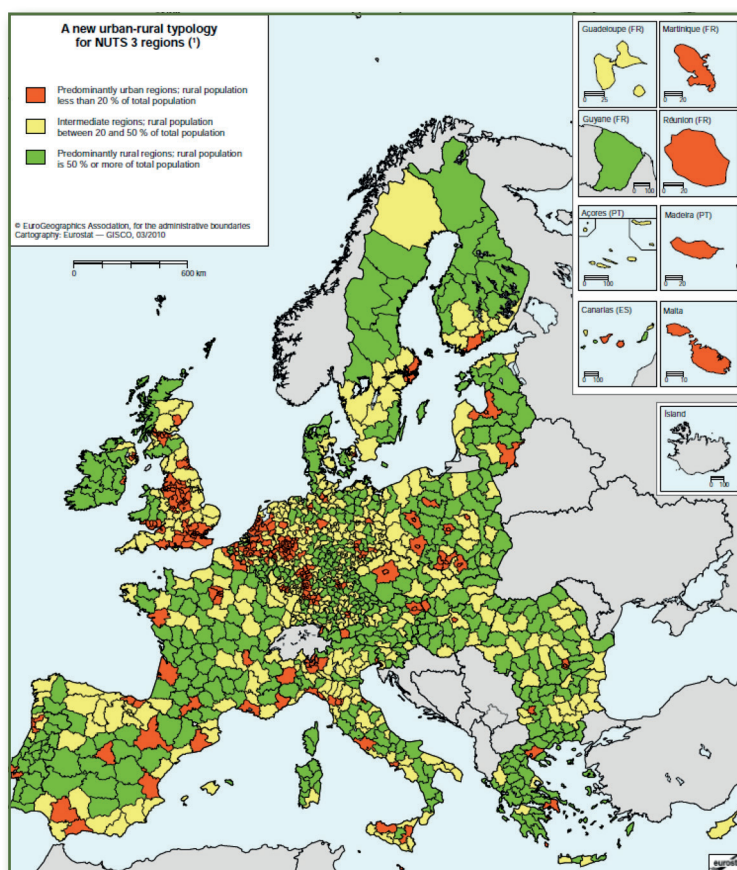 A new urban-rural typology
for NUTS 3 regions (¹)
Predominantly urban regions: rural population
less than 20 % of total population
Intermediate regions: rural population
between 20 and 50 % of total population
Predominantly rural regions: rural population
is 50 % or more of total population
© EuroGeographics Association, for the administrative boundaries
Cartography: Eurostat — GISCO, 03/2010
0 600 km
Guadeloupe (FR)
0 25
Martinique (FR)
0 20
Guyane (FR)
0 100
Réunion (FR)
0 20
Açores (PT)
0 100
Madeira (PT)
0 20
Canarias (ES)
0 100
Malta
0 10
Ísland
0 100